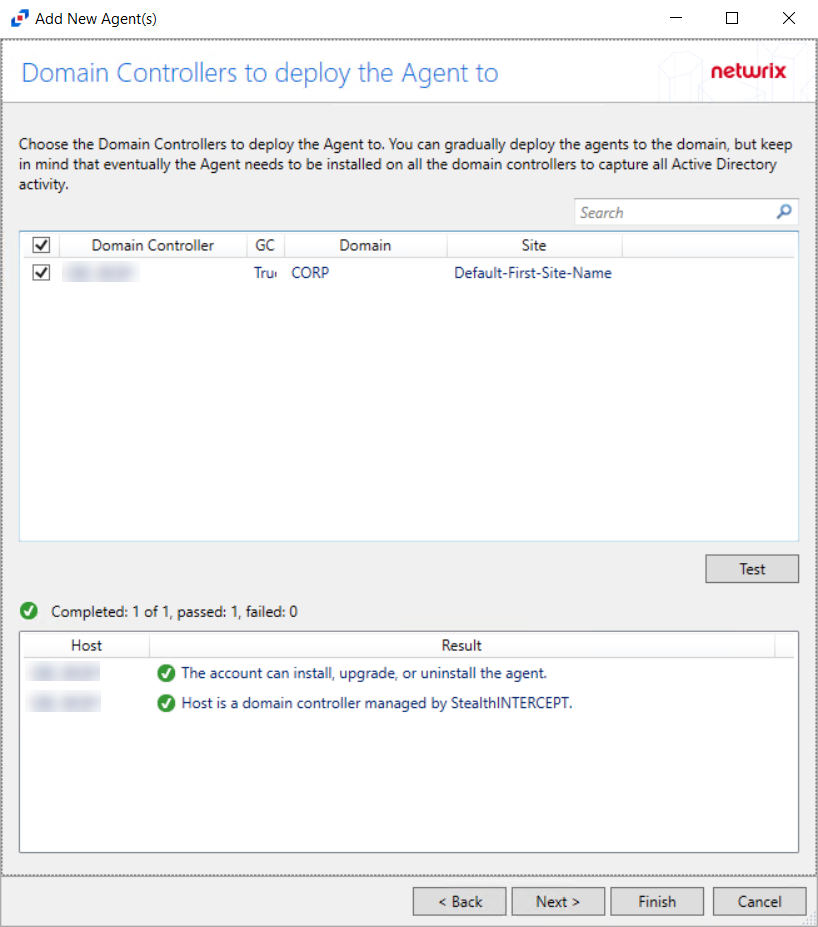 Add New Agent(s)
Domain Controllers to deploy the Agent to
netwrix
Choose the Domain Controllers to deploy the Agent to. You can gradually deploy the agents to the domain, but keep
in mind that eventually the Agent needs to be installed on all the domain controllers to capture all Active Directory
activity.
Search
Domain Controller GC Domain Site
CORP Default-First-Site-Name
Test
Completed: 1 of 1, passed: 1, failed: 0
Host Result
The account can install, upgrade, or uninstall the agent.
Host is a domain controller managed by StealthINTERCEPT.
< Back Next > Finish Cancel